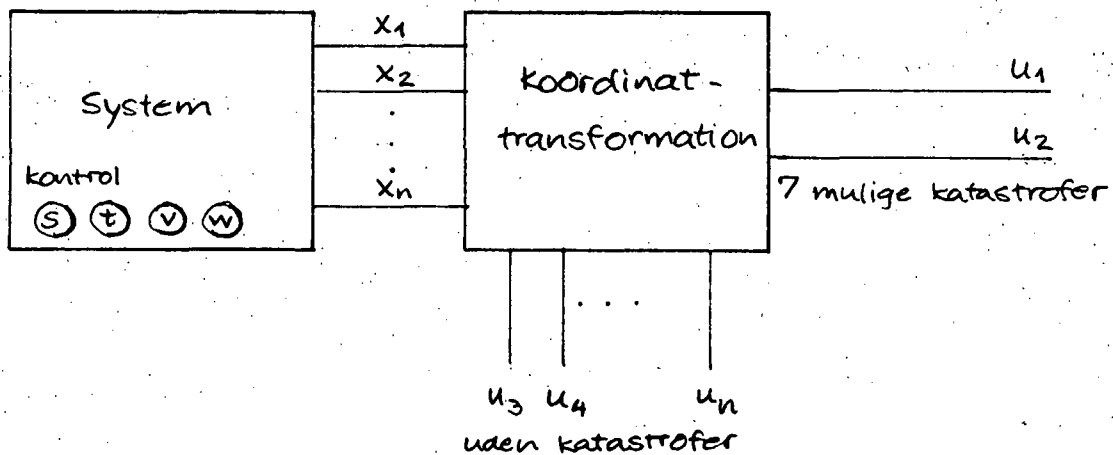 System
kontrol
s t v w
x1
x2
xn
Koordinat-
transformation
u1
u2
7 mulige katastrofer
u3 u4 un
uden katastrofer